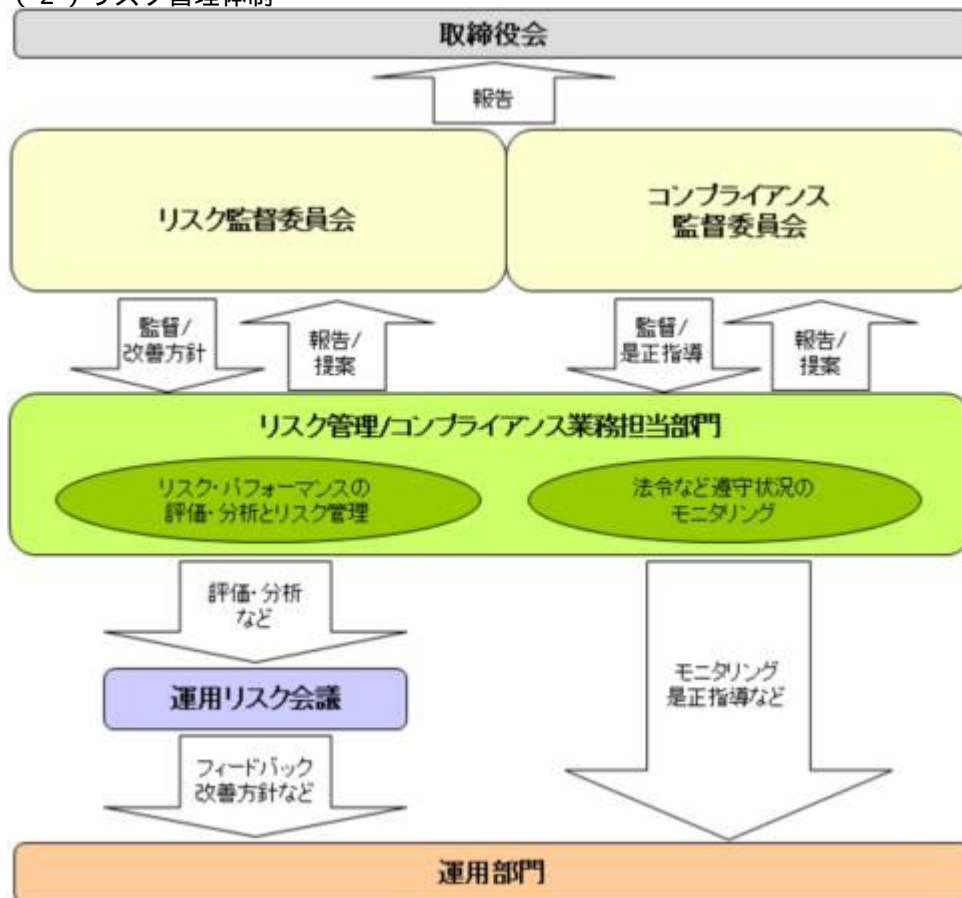 (2)リスク管理体制
取締役会
報告
リスク監督委員会
コンプライアンス
監督委員会
監督/
改善方針
報告/
提案
監督/
是正指導
報告/
提案
リスク管理/コンプライアンス業務担当部門
リスク・パフォーマンスの
評価・分析とリスク管理
法令など遵守状況の
モニタリング
評価・分析
など
運用リスク会議
モニタリング
是正指導など
フィードバック
改善方針など
運用部門